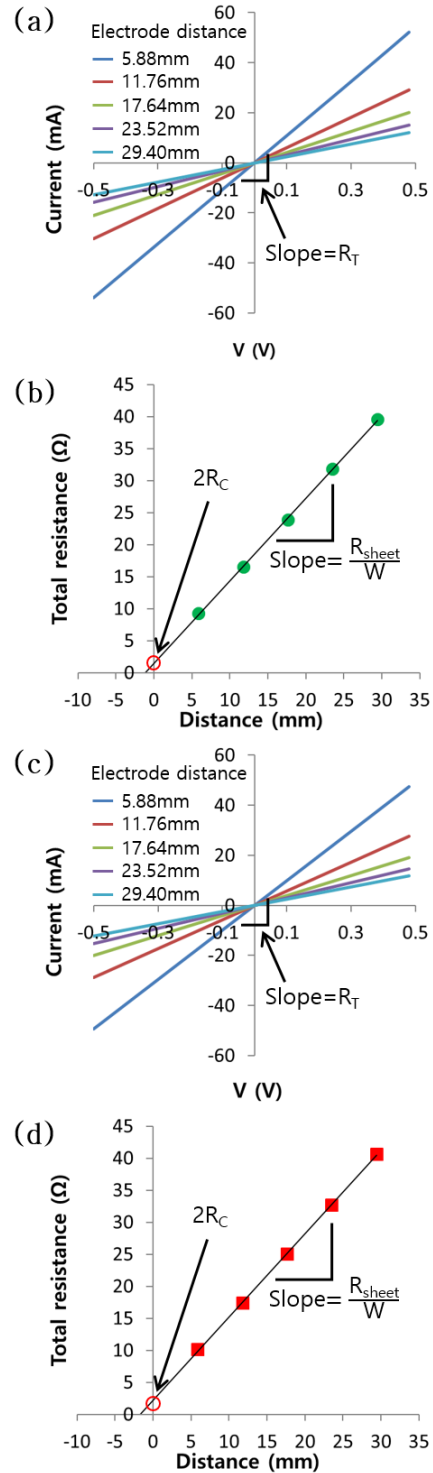 (a)
Electrode distance
5.88mm
11.76mm
17.64mm
23.52mm
29.40mm
60
40
20
0
-20
-40
-60
-0.5
-0.3
-0.1
0.1
0.3
0.5
Current (mA)
Slope=R_T
V (V)
(b)
45
40
35
30
25
20
15
10
5
0
Total resistance (Ω)
2R_C
Slope= R_sheet
W
-10
-5
0
5
10
15
20
25
30
35
Distance (mm)
(c)
Electrode distance
5.88mm
11.76mm
17.64mm
23.52mm
29.40mm
60
40
20
0
-20
-40
-60
-0.5
-0.3
-0.1
0.1
0.3
0.5
Current (mA)
Slope=R_T
V (V)
(d)
45
40
35
30
25
20
15
10
5
0
Total resistance (Ω)
2R_C
Slope= R_sheet
W
-10
-5
0
5
10
15
20
25
30
35
Distance (mm)